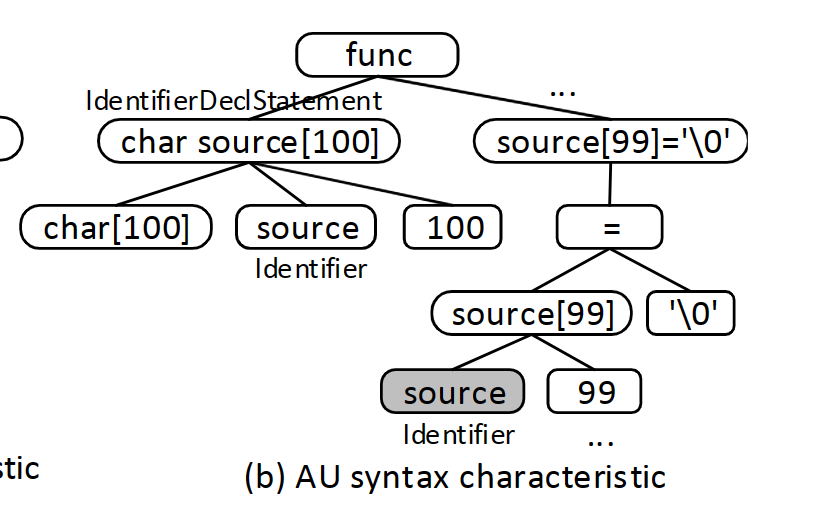 func
IdentifierDeclStatement
...
char source[100]
source[99]='\0'
char[100]
source
100
=
Identifier
source[99]
'\0'
source
99
Identifier
...
stic
(b) AU syntax characteristic